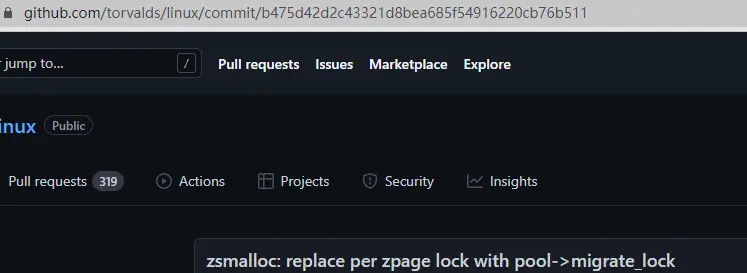 github.com/torvalds/linux/commit/b475d42d2c43321d8bea685f54916220cb76b511
jump to... / Pull requests Issues Marketplace Explore
inux Public
Pull requests 319 Actions Projects Security Insights
zsmalloc: replace per zpage lock with pool->migrate_lock